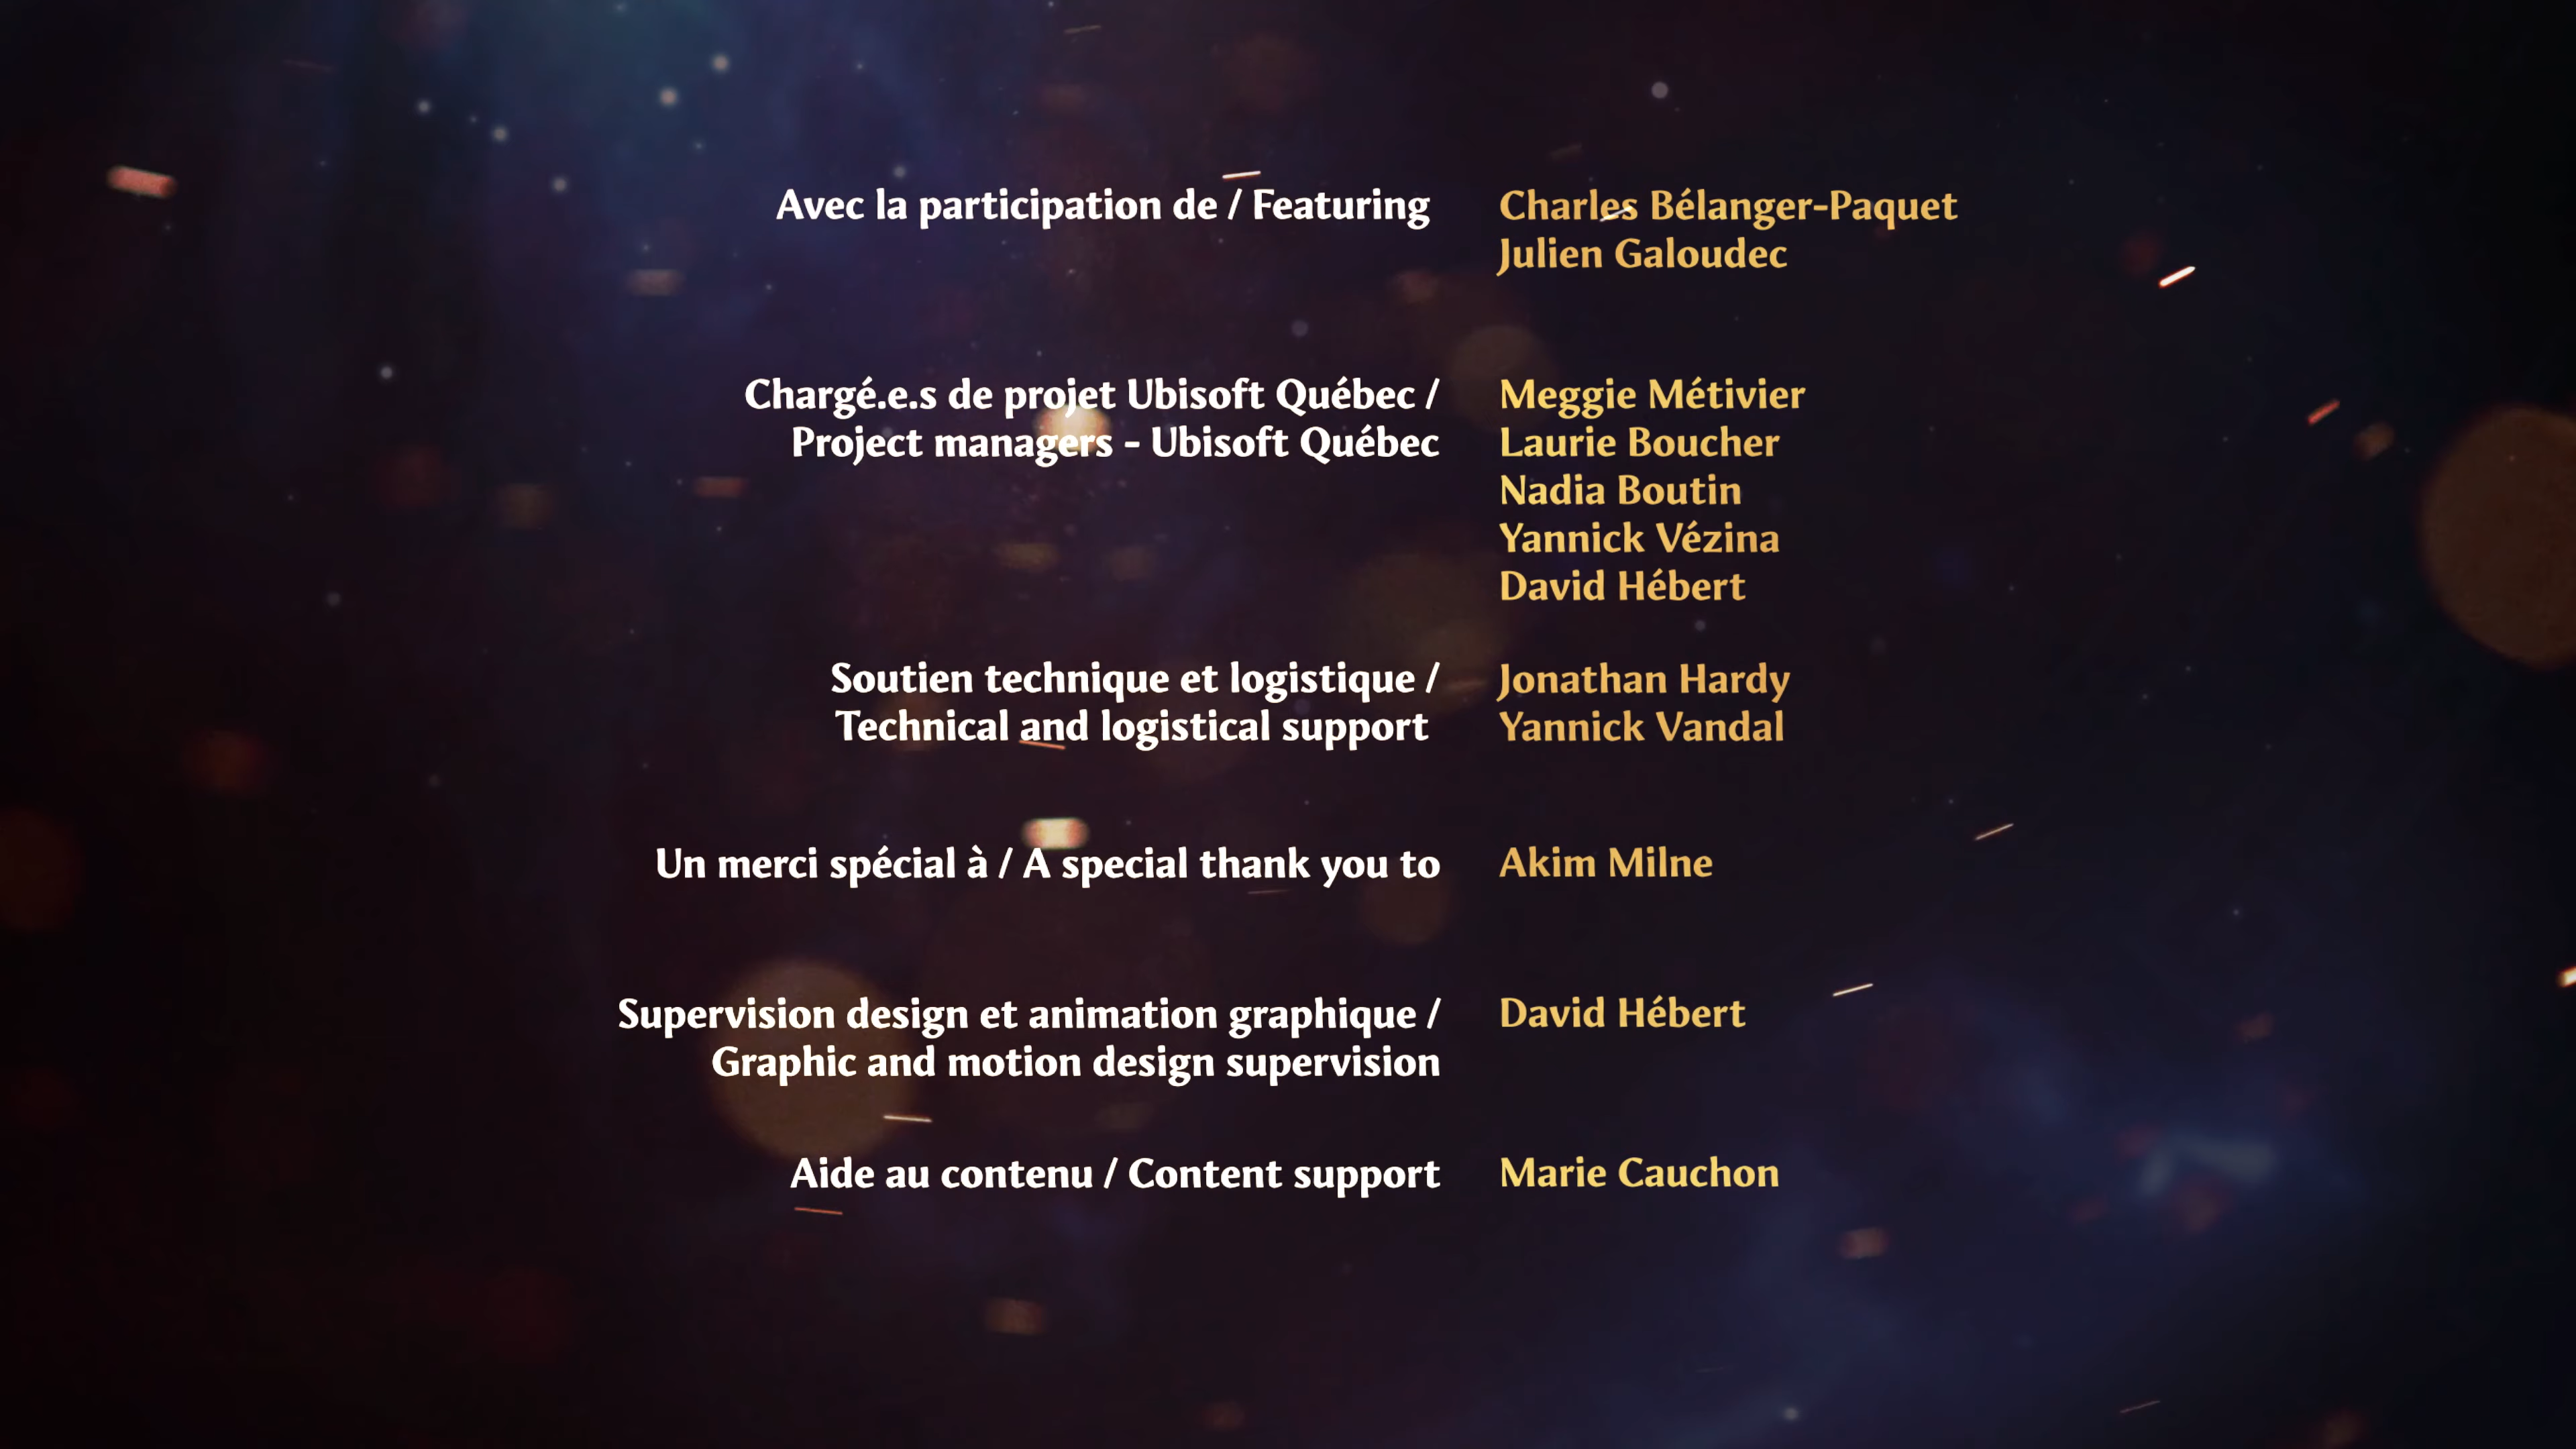 Avec la participation de / Featuring Charles Bélanger-Paquet
Julien Galoudec
Chargé.e.s de projet Ubisoft Québec / Meggie Métivier
Project managers - Ubisoft Québec Laurie Boucher
Nadia Boutin
Yannick Vézina
David Hébert
Soutien technique et logistique / Jonathan Hardy
Technical and logistical support Yannick Vandal
Un merci spécial à / A special thank you to Akim Milne
Supervision design et animation graphique / David Hébert
Graphic and motion design supervision
Aide au contenu / Content support Marie Cauchon